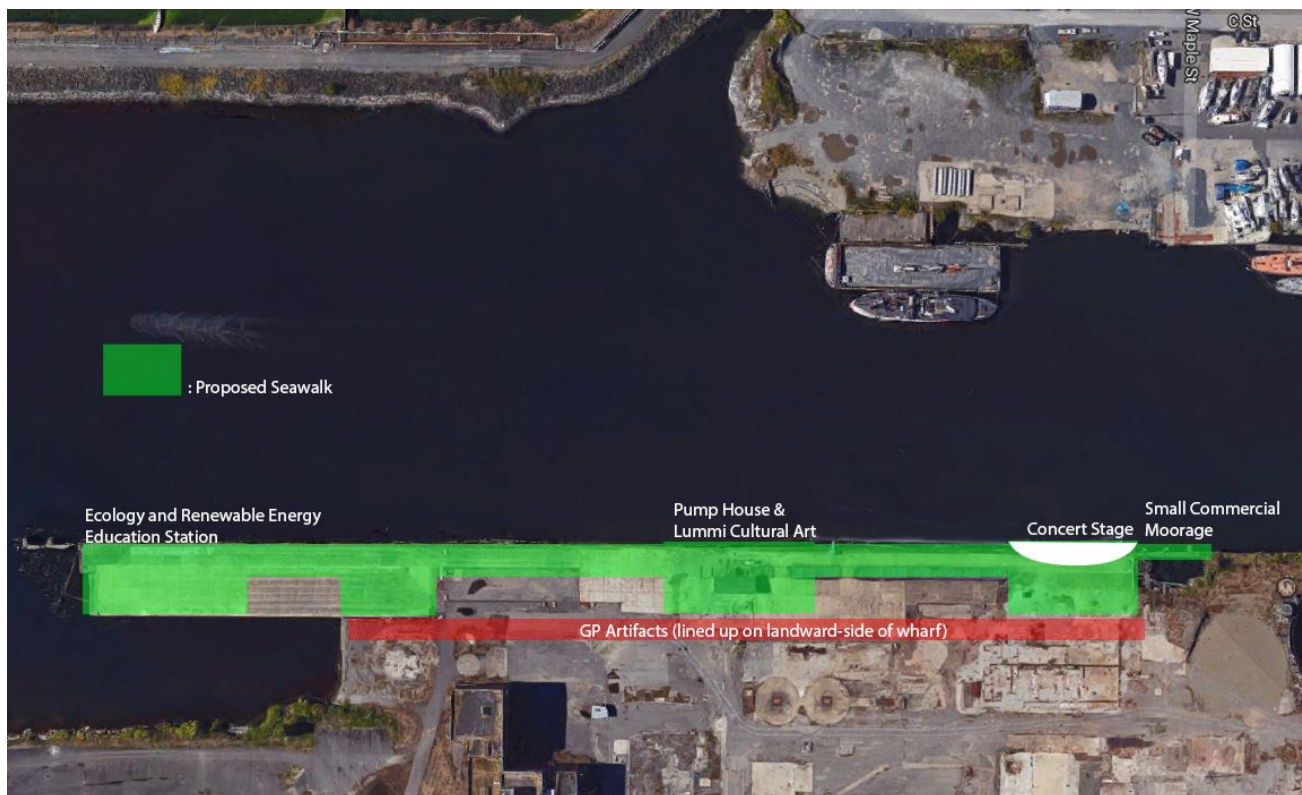 C St
W Maple St
: Proposed Seawalk
Ecology and Renewable Energy
Education Station
Pump House &
Lummi Cultural Art
Concert Stage
Small Commercial
Moorage
GP Artifacts (lined up on landward-side of wharf)